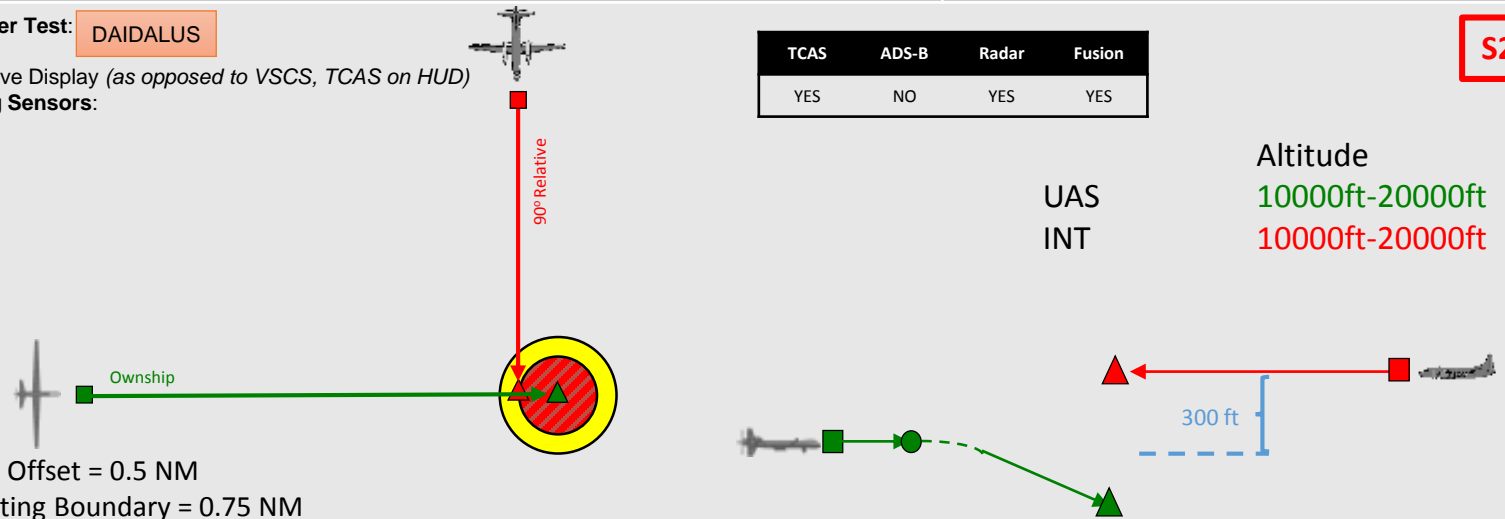 er Test:
DAIDALUS
ve Display (as opposed to VSCS, TCAS on HUD)
g Sensors:
90º Relative
Ownship
Offset = 0.5 NM
ting Boundary = 0.75 NM
TCAS ADS-B Radar Fusion
YES NO YES YES
S2
Altitude
UAS 10000ft-20000ft
INT 10000ft-20000ft
300 ft